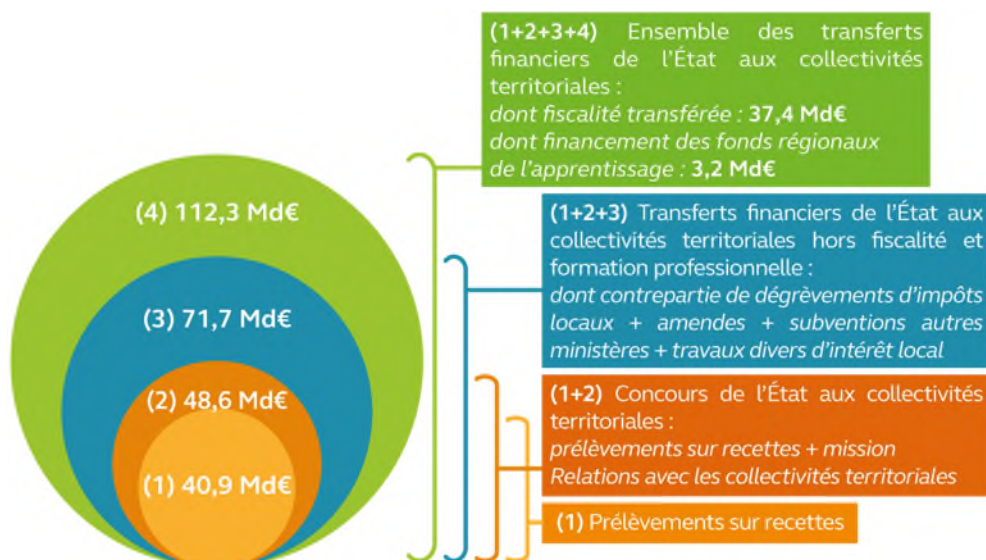 (1+2+3+4) Ensemble des transferts
financiers de l'État aux collectivités
territoriales :
dont fiscalité transférée : 37,4 Md€
dont financement des fonds régionaux
de l'apprentissage : 3,2 Md€
(4) 112,3 Md€
(1+2+3) Transferts financiers de l'État aux
collectivités territoriales hors fiscalité et
formation professionnelle :
dont contrepartie de dégrèvements d'impôts
locaux + amendes + subventions autres
ministères + travaux divers d'intérêt local
(3) 71,7 Md€
(1+2) Concours de l'État aux collectivités
territoriales :
prélèvements sur recettes + mission
Relations avec les collectivités territoriales
(2) 48,6 Md€
(1) 40,9 Md€
(1) Prélèvements sur recettes